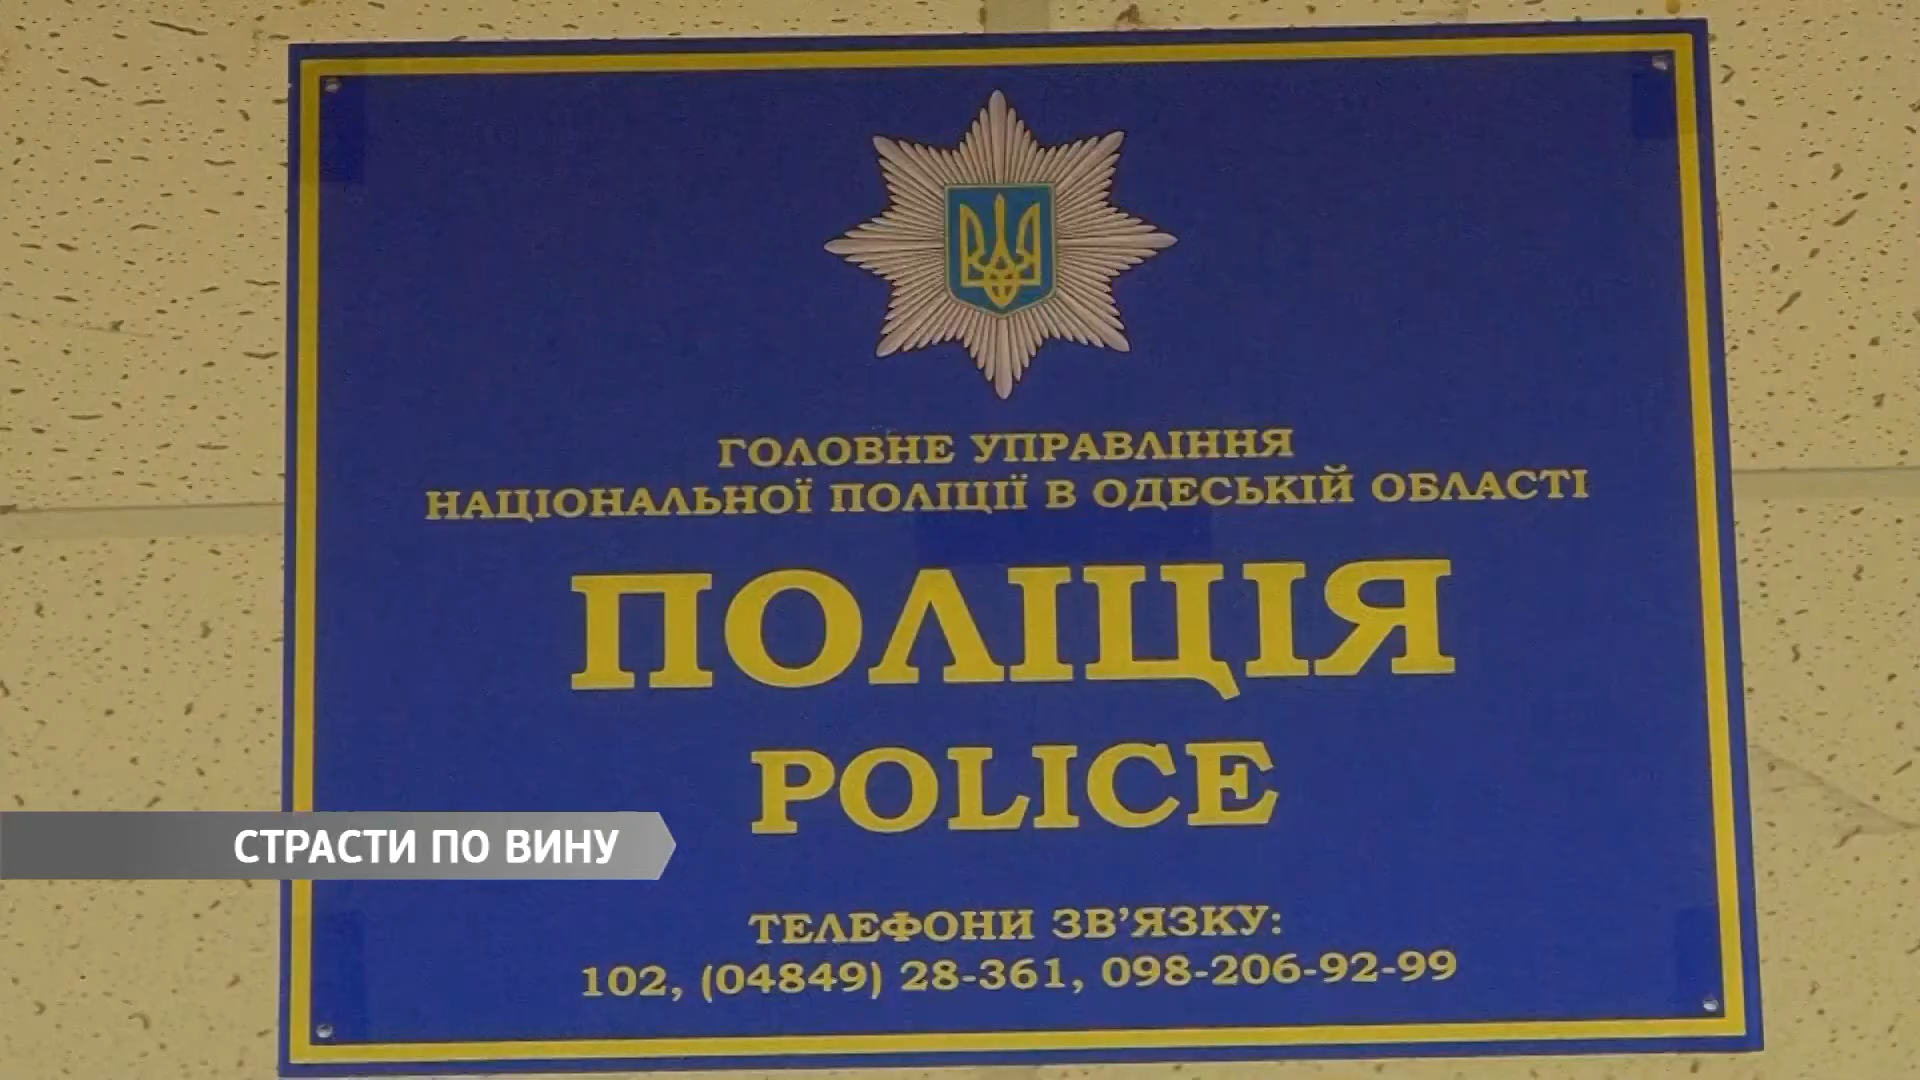 ГОЛОВНЕ УПРАВЛІННЯ
НАЦІОНАЛЬНОЇ ПОЛІЦІЇ В ОДЕСЬКІЙ ОБЛАСТІ
ПОЛІЦІЯ
POLICE
СТРАСТИ ПО ВИНУ
ТЕЛЕФОНИ ЗВ’ЯЗКУ:
102, (04849) 28-361, 098-206-92-99